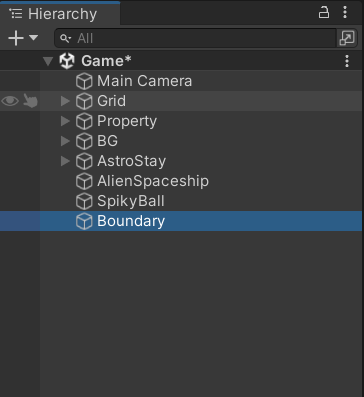 Hierarchy
All
Game*
Main Camera
Grid
Property
BG
AstroStay
AlienSpaceship
SpikyBall
Boundary